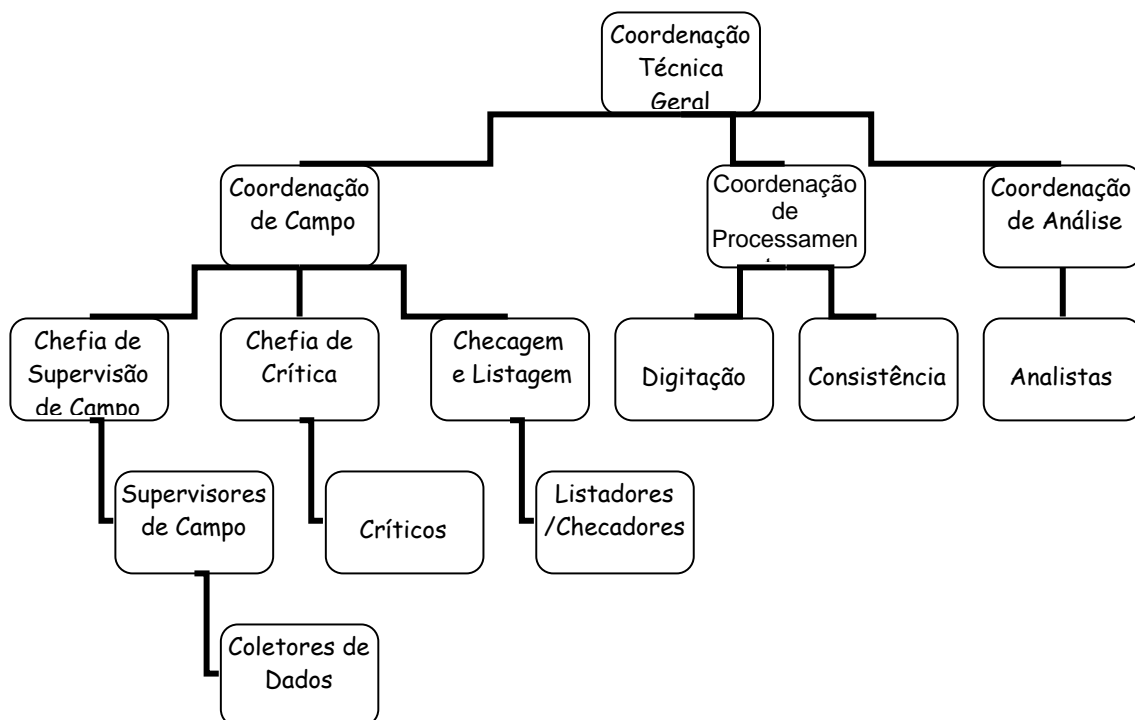 Coordenação
Técnica
Geral
Coordenação
de Campo
Coordenação
de
Processamen
Coordenação
de Análise
Chefia de
Supervisão
de Campo
Chefia de
Crítica
Checagem
e Listagem
Digitação
Consistência
Analistas
Supervisores
de Campo
Críticos
Listadores
/Checadores
Coletores de
Dados